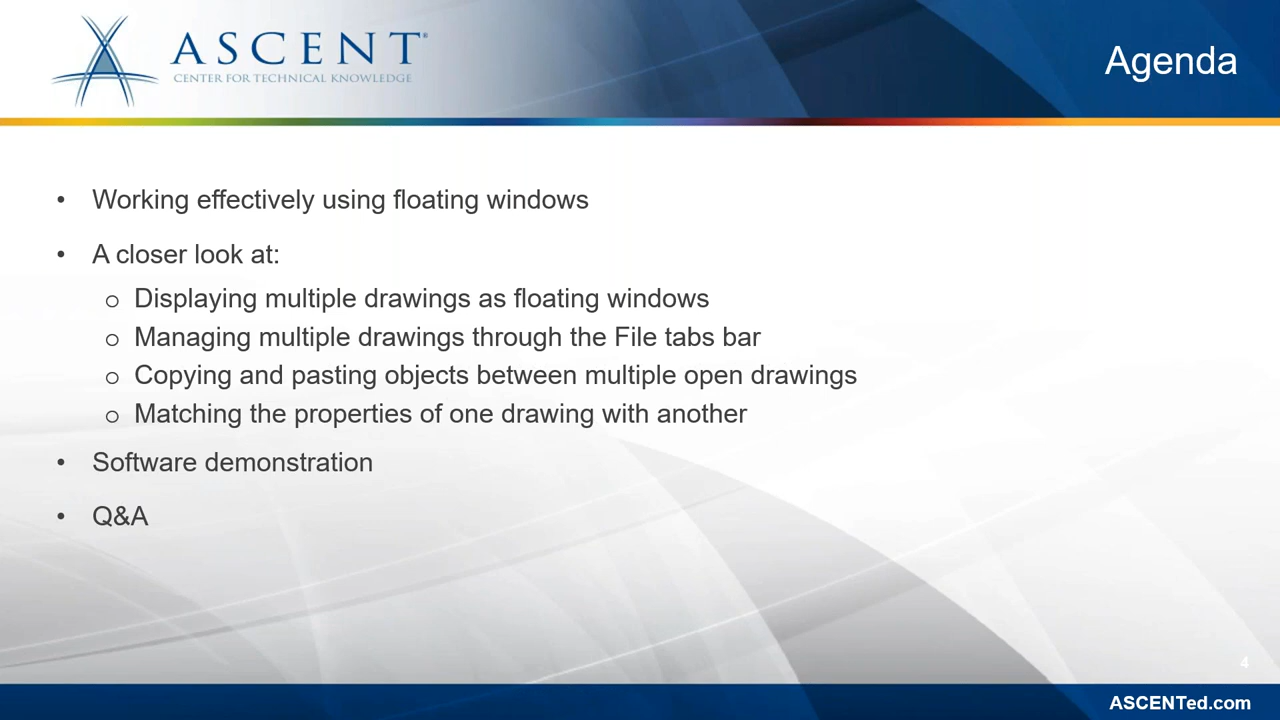 ASCENT®
CENTER FOR TECHNICAL KNOWLEDGE
Agenda
• Working effectively using floating windows
• A closer look at:
o Displaying multiple drawings as floating windows
o Managing multiple drawings through the File tabs bar
o Copying and pasting objects between multiple open drawings
o Matching the properties of one drawing with another
• Software demonstration
• Q&A
4
ASCENTed.com